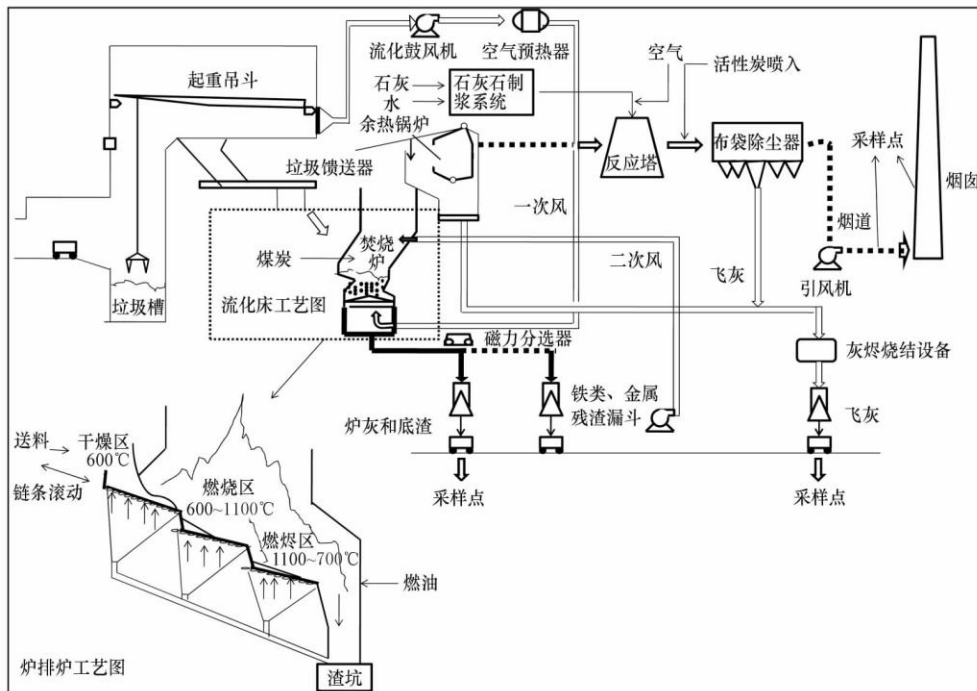 流化鼓风机
空气预热器
起重吊斗
石灰
水
石灰石制
浆系统
空气
活性炭喷入
余热锅炉
反应塔
布袋除尘器
采样点
烟囱
垃圾馈送器
一次风
烟道
煤炭
焚烧
炉
二次风
飞灰
引风机
垃圾槽
流化床工艺图
磁力分选器
灰烬烧结设备
炉灰和底渣
铁类、金属
残渣漏斗
飞灰
采样点
采样点
送料
干燥区
600℃
链条滚动
燃烧区
600~1100℃
燃烬区
1100~700℃
燃油
炉排炉工艺图
渣坑